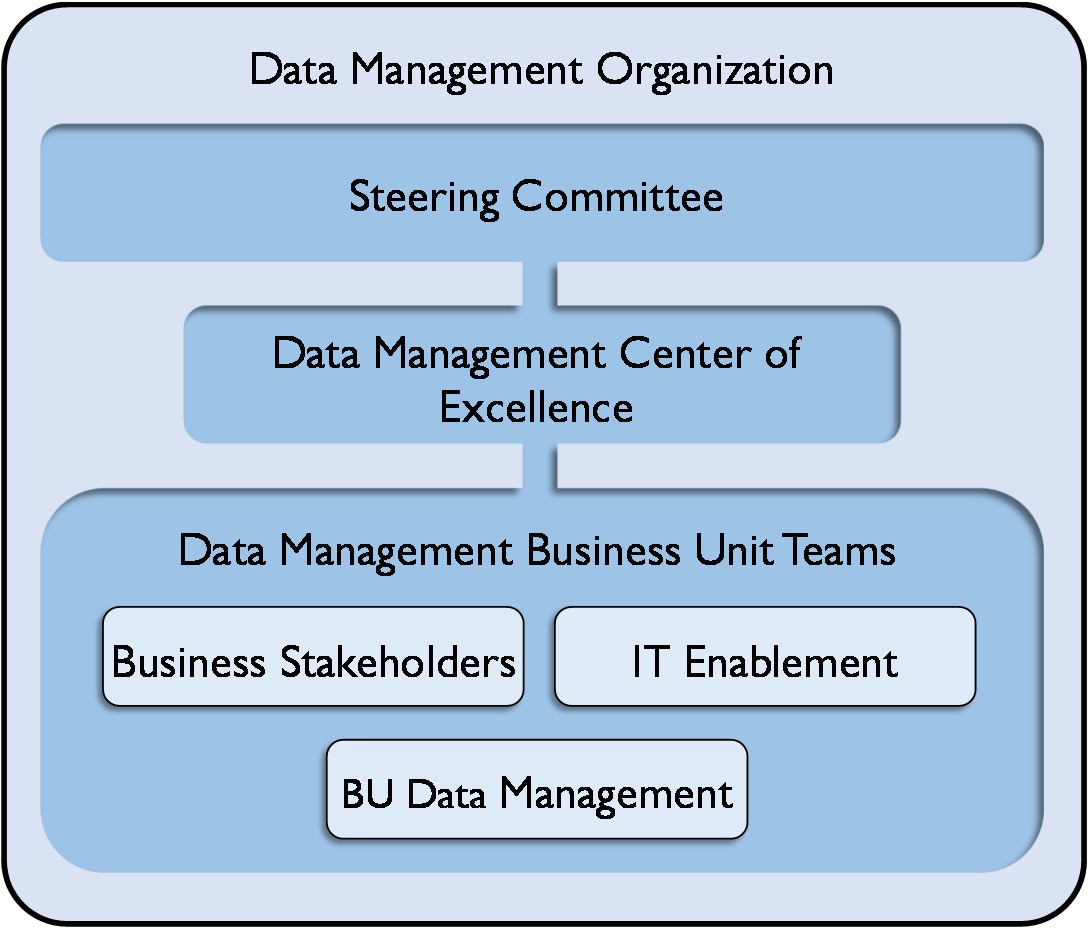 Data Management Organization
Steering Committee
Data Management Center of
Excellence
Data Management Business Unit Teams
Business Stakeholders
IT Enablement
BU Data Management